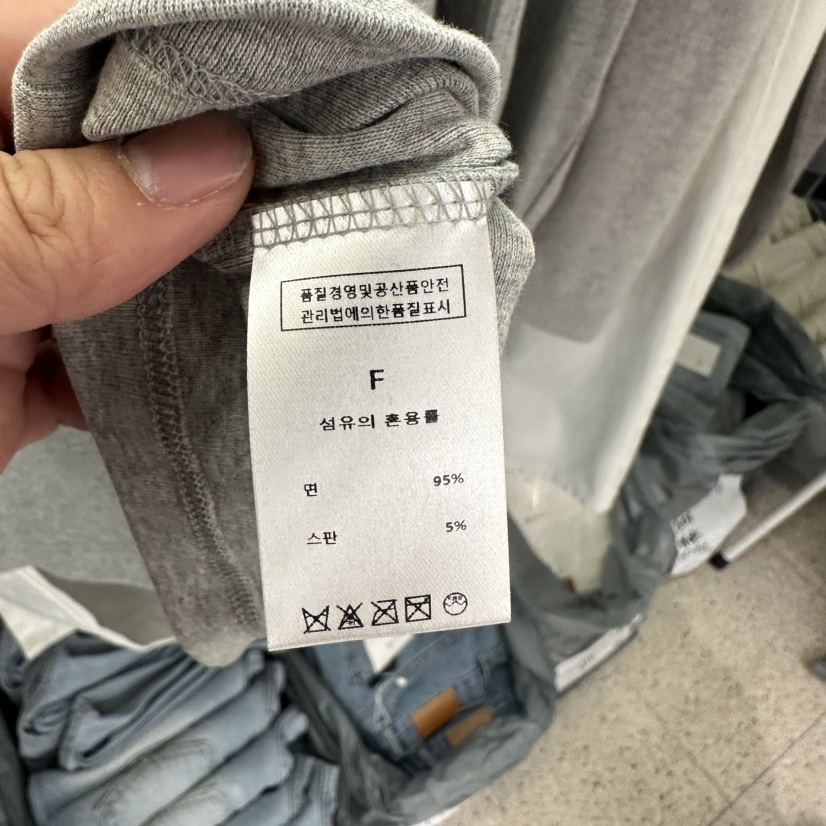 품질경영및공산품안전
관리법에의한품질표시
F
섬유의 혼용률
면 95%
스판 5%